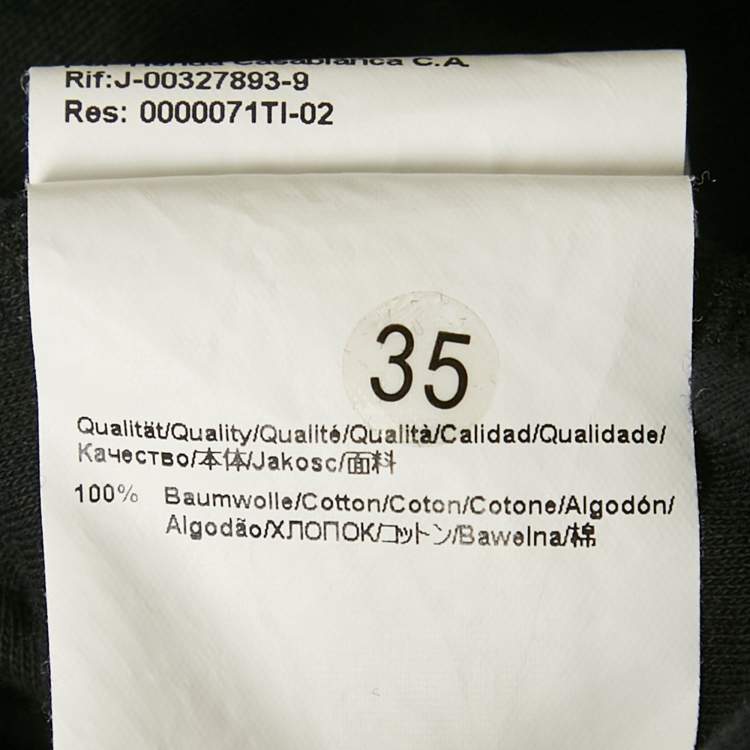 Casablanca C.A.
Rif:J-00327893-9
Res: 0000071TI-02
35
Qualität/Quality/Qualité/Qualità/Calidad/Qualidade/
Качество/本体/Jakosc/面料
100% Baumwolle/Cotton/Coton/Cotone/Algodón/
Algodão/ХЛОПОК/コットン/Bawelna/棉